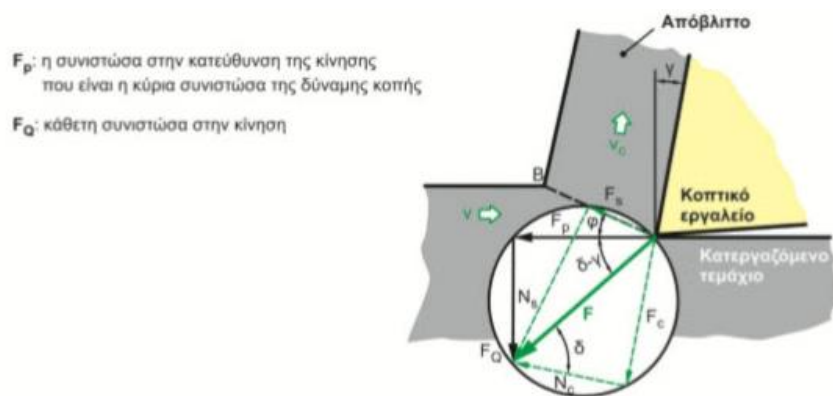 Απόβλιττο
F_p: η συνιστώσα στην κατεύθυνση της κίνησης
που είναι η κύρια συνιστώσα της δύναμης κοπής
F_Q: κάθετη συνιστώσα στην κίνηση
γ
v_c
B
F_s
v
F_p
φ
Κοπτικό
εργαλείο
δ-γ
Κατεργαζόμενο
τεμάχιο
N_s
F
F_c
F_Q
δ
N_c